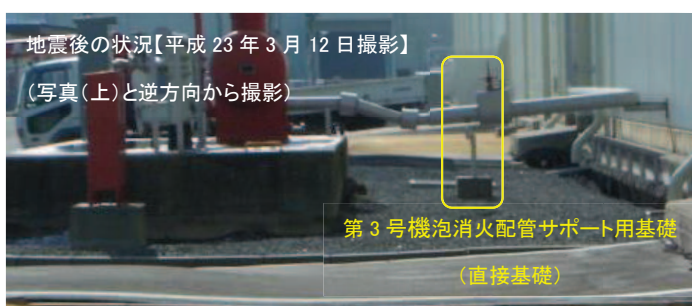 地震後の状況【平成 23 年 3 月 12 日撮影】
（写真（上）と逆方向から撮影）
第 3 号機泡消火配管サポート用基礎
（直接基礎）